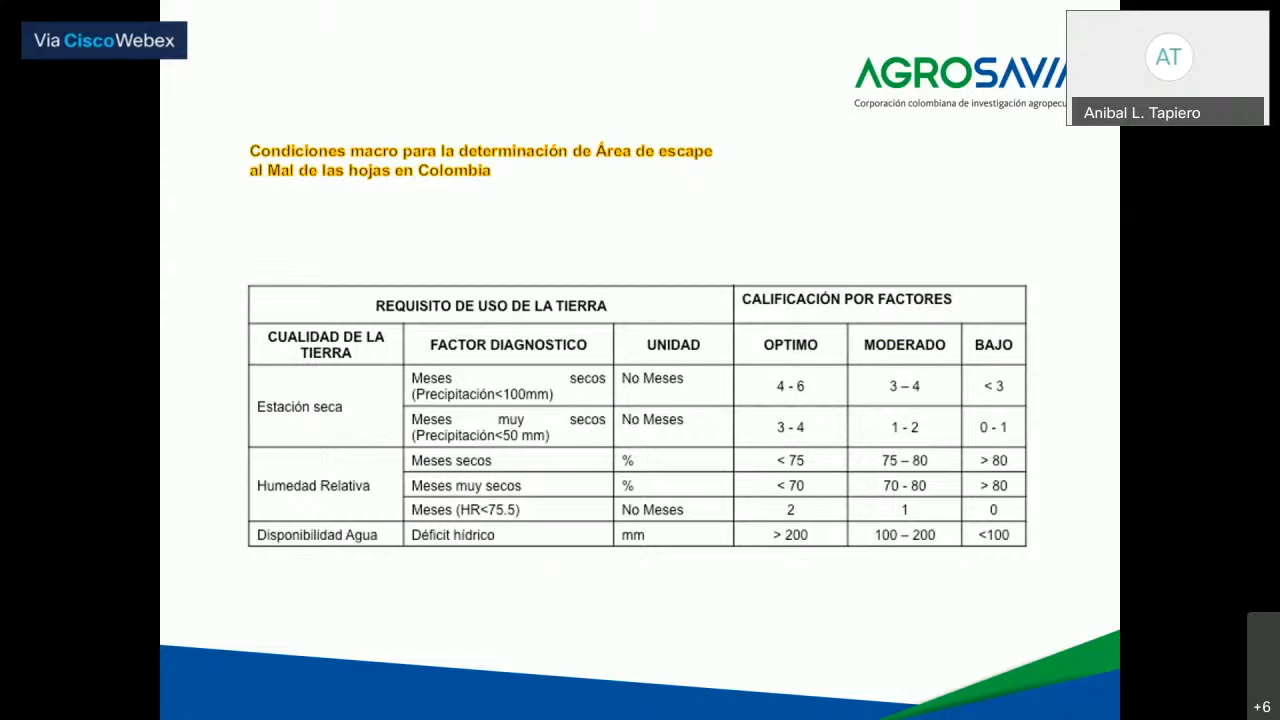 Vía CiscoWebex
AGROSAVIA
Corporación colombiana de investigación agropecu
AT
Anibal L. Tapiero
Condiciones macro para la determinación de Área de escape
al Mal de las hojas en Colombia
REQUISITO DE USO DE LA TIERRA CALIFICACIÓN POR FACTORES
CUALIDAD DE LA TIERRA FACTOR DIAGNOSTICO UNIDAD OPTIMO MODERADO BAJO
Estación seca
Meses secos (Precipitación<100mm) No Meses 4 - 6 3 – 4 < 3
Meses muy secos (Precipitación<50 mm) No Meses 3 - 4 1 - 2 0 - 1
Humedad Relativa
Meses secos % < 75 75 – 80 > 80
Meses muy secos % < 70 70 - 80 > 80
Meses (HR<75.5) No Meses 2 1 0
Disponibilidad Agua Déficit hídrico mm > 200 100 – 200 <100
+6